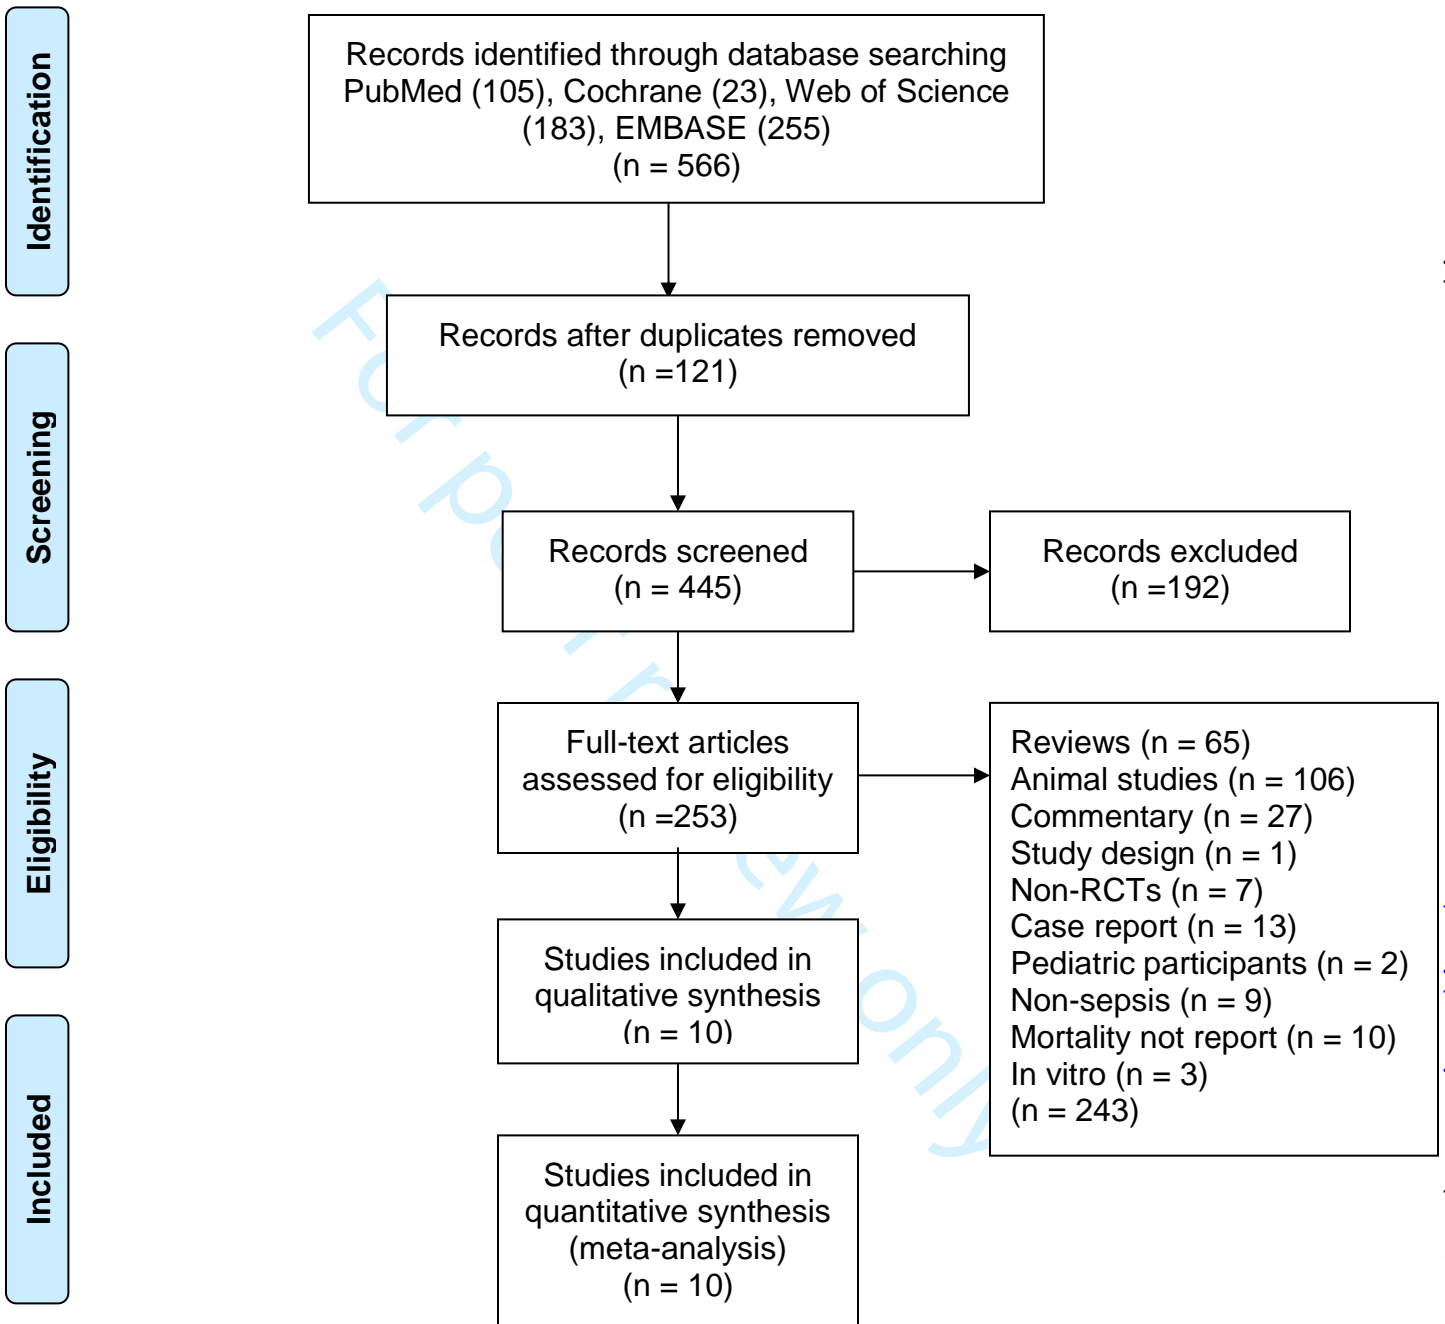 Identification
Records identified through database searching
PubMed (105), Cochrane (23), Web of Science
(183), EMBASE (255)
(n = 566)
Records after duplicates removed
(n =121)
Screening
Records screened
(n = 445)
Records excluded
(n =192)
Eligibility
Full-text articles
assessed for eligibility
(n =253)
Reviews (n = 65)
Animal studies (n = 106)
Commentary (n = 27)
Study design (n = 1)
Non-RCTs (n = 7)
Case report (n = 13)
Pediatric participants (n = 2)
Non-sepsis (n = 9)
Mortality not report (n = 10)
In vitro (n = 3)
(n = 243)
Studies included in
qualitative synthesis
(n = 10)
Included
Studies included in
quantitative synthesis
(meta-analysis)
(n = 10)
For r only